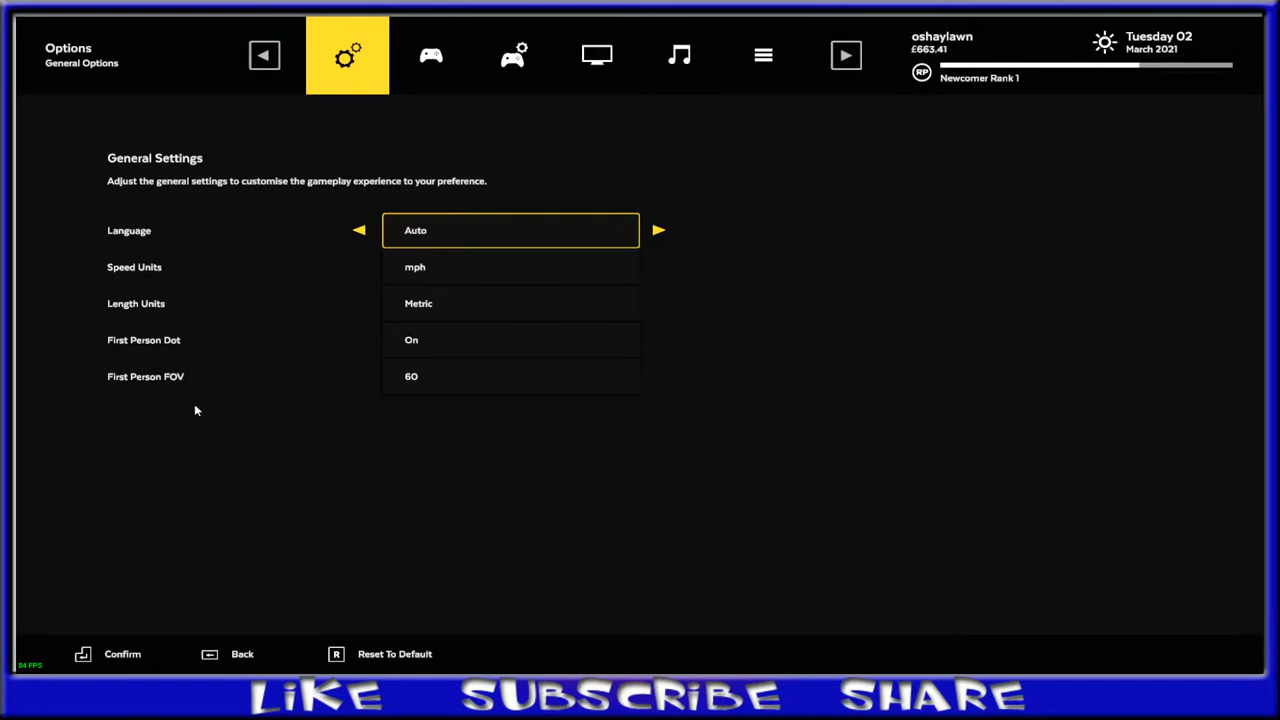 Options
General Options
oshaylawn
£663.41
Tuesday 02
March 2021
RP
Newcomer Rank 1
General Settings
Adjust the general settings to customise the gameplay experience to your preference.
Language Auto
Speed Units mph
Length Units Metric
First Person Dot On
First Person FOV 60
Confirm Back R Reset To Default
84 FPS
LiKE SUBSCRiBE SHARE